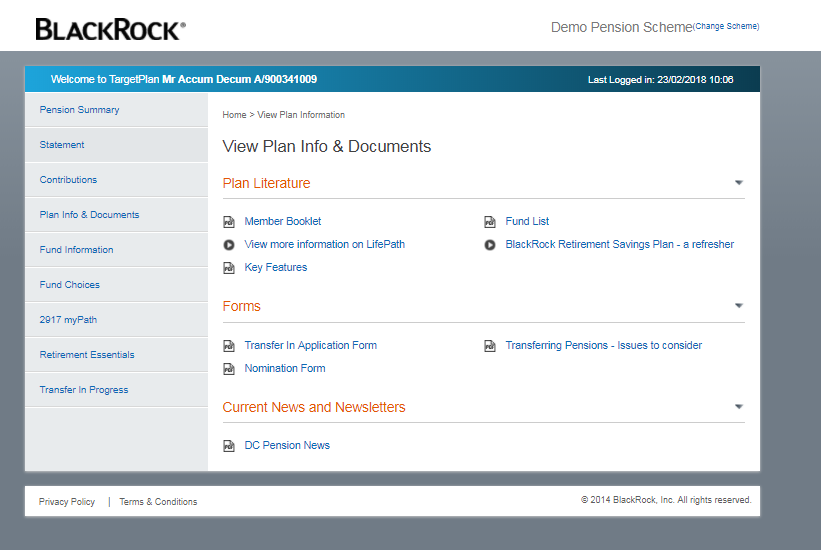 BLACKROCK®
Demo Pension Scheme(Change Scheme)
Welcome to TargetPlan Mr Accum Decum A/900341009
Last Logged in: 23/02/2018 10:06
Pension Summary
Statement
Contributions
Plan Info & Documents
Fund Information
Fund Choices
2917 myPath
Retirement Essentials
Transfer In Progress
Home > View Plan Information
View Plan Info & Documents
Plan Literature
Member Booklet
Fund List
View more information on LifePath
BlackRock Retirement Savings Plan - a refresher
Key Features
Forms
Transfer In Application Form
Transferring Pensions - Issues to consider
Nomination Form
Current News and Newsletters
DC Pension News
Privacy Policy | Terms & Conditions
© 2014 BlackRock, Inc. All rights reserved.